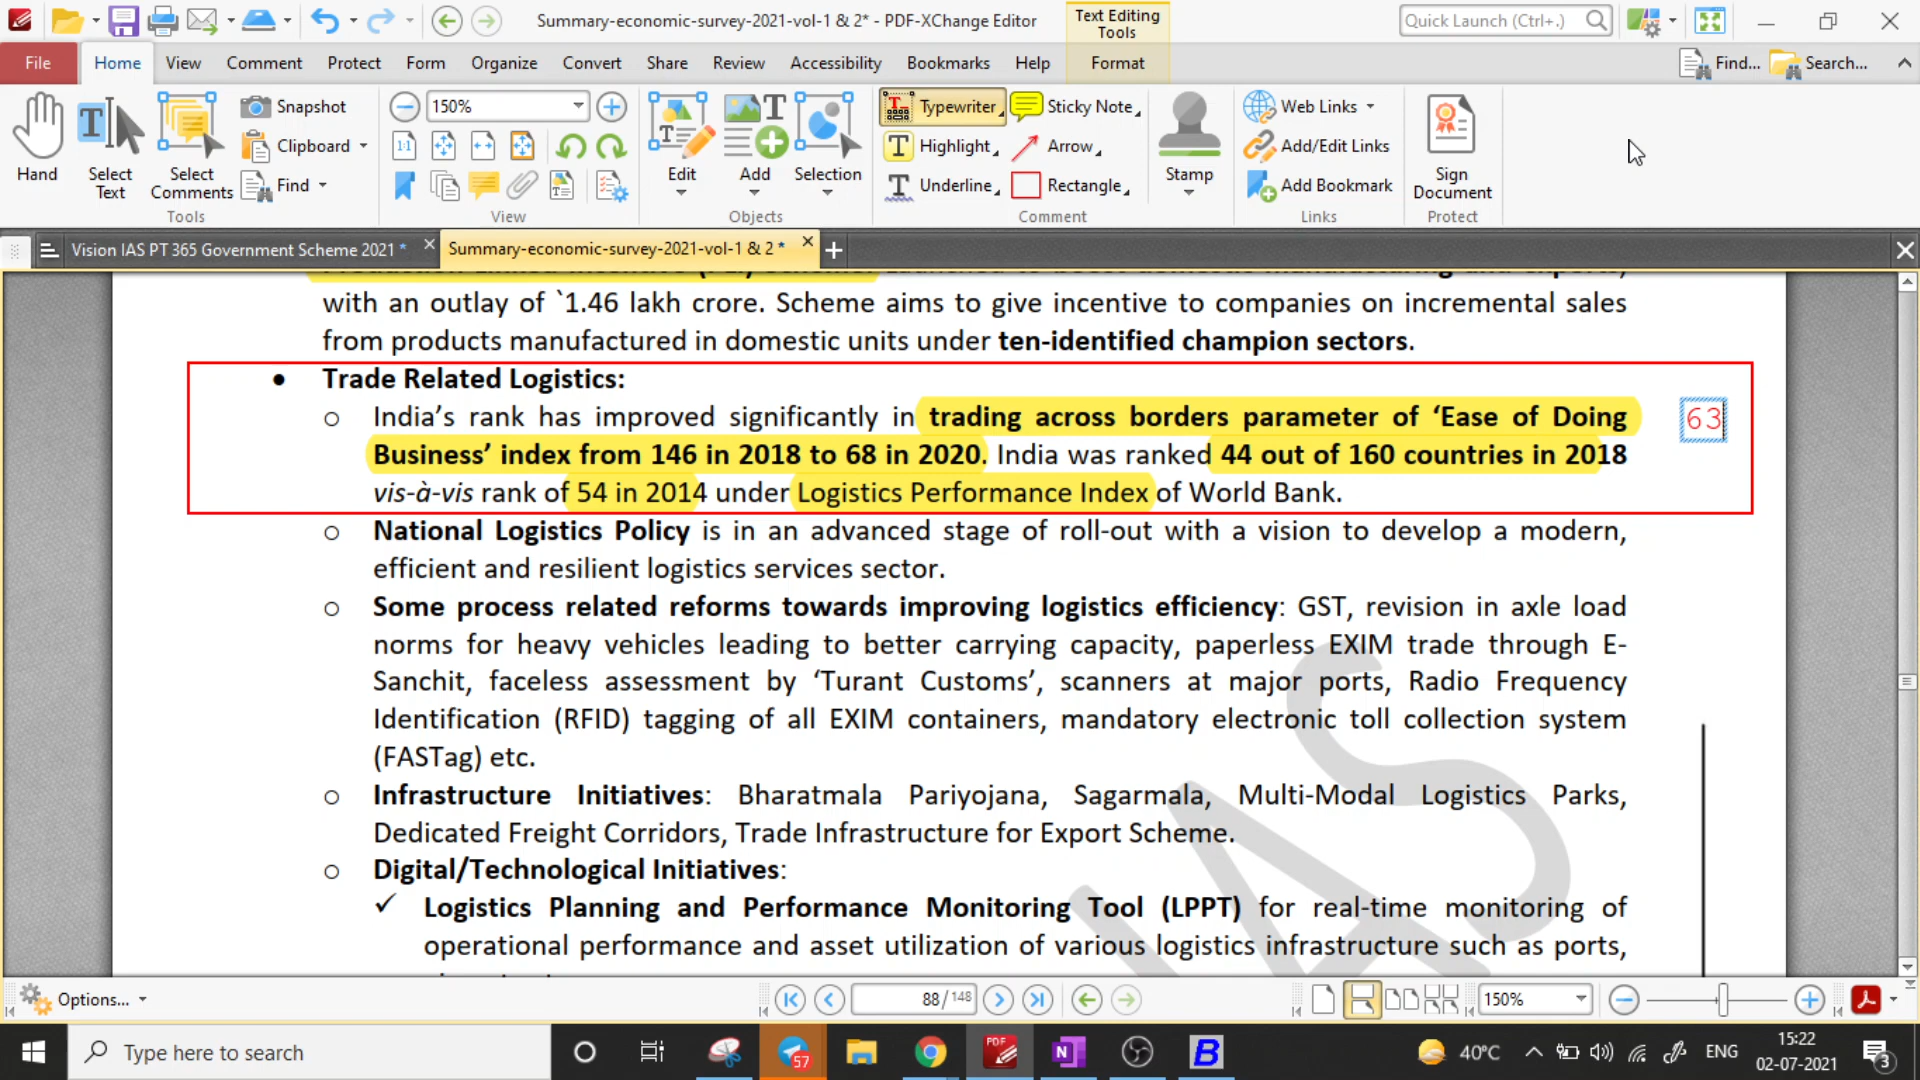 Summary-economic-survey-2021-vol-1 & 2* - PDF-XChange Editor
Text Editing Tools
Quick Launch (Ctrl+.)
File Home View Comment Protect Form Organize Convert Share Review Accessibility Bookmarks Help Format Find... Search...
Hand
Select Text
Select Comments
Snapshot
Clipboard
Find
Tools
150%
View
Edit
Add
Selection
Objects
Typewriter
Highlight
Underline
Sticky Note
Arrow
Rectangle
Stamp
Comment
Web Links
Add/Edit Links
Add Bookmark
Links
Sign Document
Protect
Vision IAS PT 365 Government Scheme 2021 *
Summary-economic-survey-2021-vol-1 & 2 *
with an outlay of `1.46 lakh crore. Scheme aims to give incentive to companies on incremental sales
from products manufactured in domestic units under ten-identified champion sectors.
• Trade Related Logistics:
o India’s rank has improved significantly in trading across borders parameter of ‘Ease of Doing
Business’ index from 146 in 2018 to 68 in 2020. India was ranked 44 out of 160 countries in 2018
vis-à-vis rank of 54 in 2014 under Logistics Performance Index of World Bank.
63
o National Logistics Policy is in an advanced stage of roll-out with a vision to develop a modern,
efficient and resilient logistics services sector.
o Some process related reforms towards improving logistics efficiency: GST, revision in axle load
norms for heavy vehicles leading to better carrying capacity, paperless EXIM trade through E-
Sanchit, faceless assessment by ‘Turant Customs’, scanners at major ports, Radio Frequency
Identification (RFID) tagging of all EXIM containers, mandatory electronic toll collection system
(FASTag) etc.
o Infrastructure Initiatives: Bharatmala Pariyojana, Sagarmala, Multi-Modal Logistics Parks,
Dedicated Freight Corridors, Trade Infrastructure for Export Scheme.
o Digital/Technological Initiatives:
✓ Logistics Planning and Performance Monitoring Tool (LPPT) for real-time monitoring of
operational performance and asset utilization of various logistics infrastructure such as ports,
IAS
Options...
88 / 148
150%
Type here to search
57
PDF
40°C
ENG
15:22
02-07-2021
3